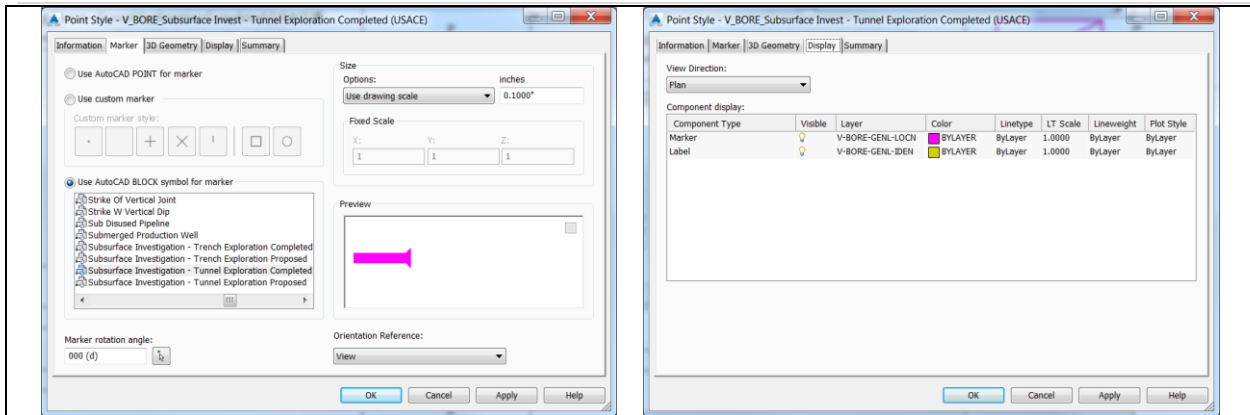 Point Style - V_BORE_Subsurface Invest - Tunnel Exploration Completed (USACE)
Information Marker 3D Geometry Display Summary
Use AutoCAD POINT for marker
Use custom marker
Custom marker style:
Use AutoCAD BLOCK symbol for marker
Strike Of Vertical Joint
Strike W Vertical Dip
Sub Disused Pipeline
Submerged Production Well
Subsurface Investigation - Trench Exploration Completed
Subsurface Investigation - Trench Exploration Proposed
Subsurface Investigation - Tunnel Exploration Completed
Subsurface Investigation - Tunnel Exploration Proposed
Marker rotation angle:
000 (d)
Size
Options: inches
Use drawing scale 0.1000"
Fixed Scale
X: Y: Z:
1 1 1
Preview
Orientation Reference:
View
OK Cancel Apply Help
Point Style - V_BORE_Subsurface Invest - Tunnel Exploration Completed (USACE)
Information Marker 3D Geometry Display Summary
View Direction:
Plan
Component display:
Component Type Visible Layer Color Linetype LT Scale Lineweight Plot Style
Marker V-BORE-GENL-LOCN BYLAYER ByLayer 1.0000 ByLayer ByLayer
Label V-BORE-GENL-IDEN BYLAYER ByLayer 1.0000 ByLayer ByLayer
OK Cancel Apply Help